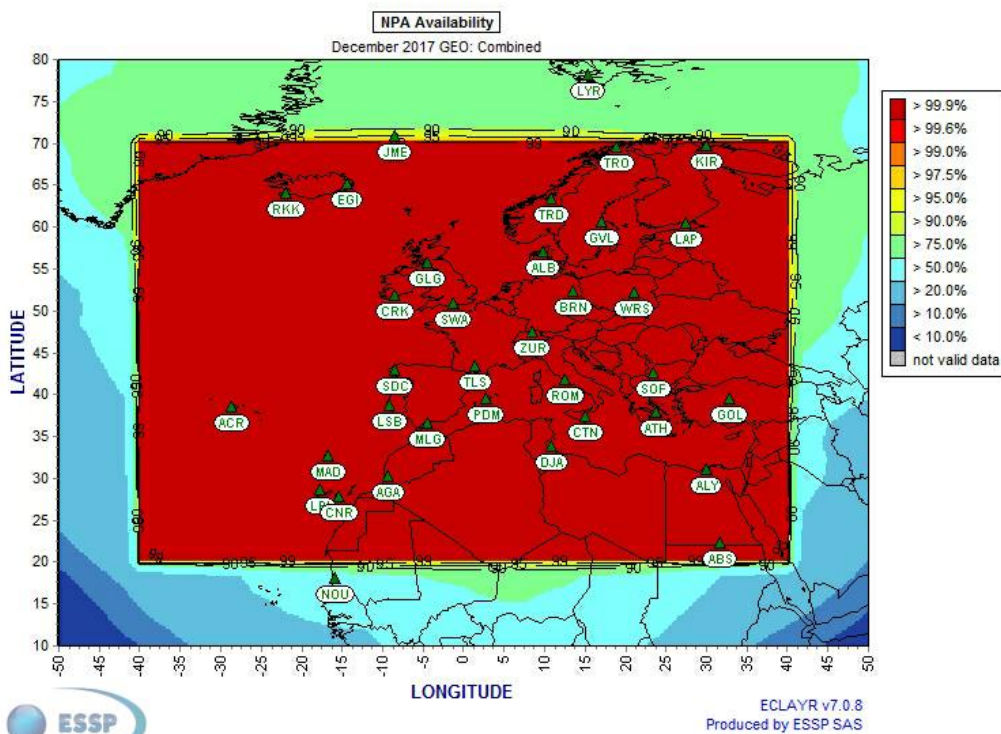 NPA Availability
December 2017 GEO: Combined
80
75
70
65
60
55
50
45
40
35
30
25
20
15
10
LATITUDE
-50
-45
-40
-35
-30
-25
-20
-15
-10
-5
0
5
10
15
20
25
30
35
40
45
50
LONGITUDE
LYR
JME
TRO
KIR
EGI
RKK
TRD
GVL
LAP
GLG
ALB
CRK
SWA
BRN
WRS
ZUR
SDC
TLS
ROM
SOF
ACR
LSB
PDM
GOL
MLG
CTN
ATH
MAD
DJA
AGA
ALY
CNR
ABS
NOU
> 99.9%
> 99.6%
> 99.0%
> 97.5%
> 95.0%
> 90.0%
> 75.0%
> 50.0%
> 20.0%
> 10.0%
< 10.0%
not valid data
ESSP
ECLAYR v7.0.8
Produced by ESSP SAS